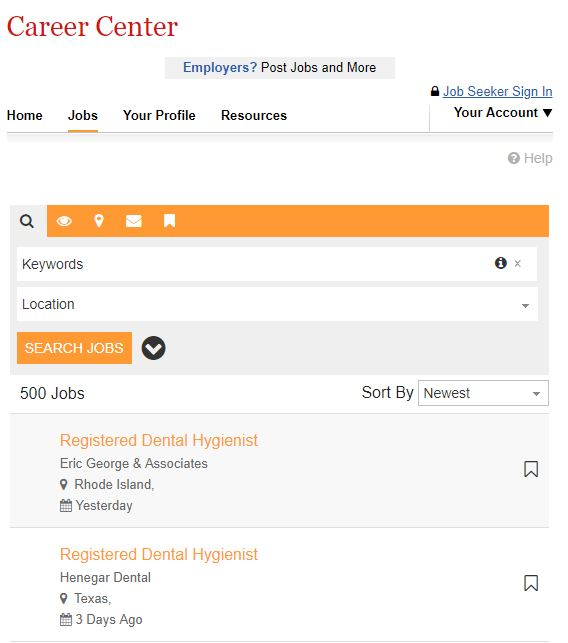 Career Center
Employers? Post Jobs and More
Job Seeker Sign In
Home Jobs Your Profile Resources Your Account ▼
Help
Keywords x
Location
SEARCH JOBS
500 Jobs Sort By Newest
Registered Dental Hygienist
Eric George & Associates
Rhode Island,
Yesterday
Registered Dental Hygienist
Henegar Dental
Texas,
3 Days Ago